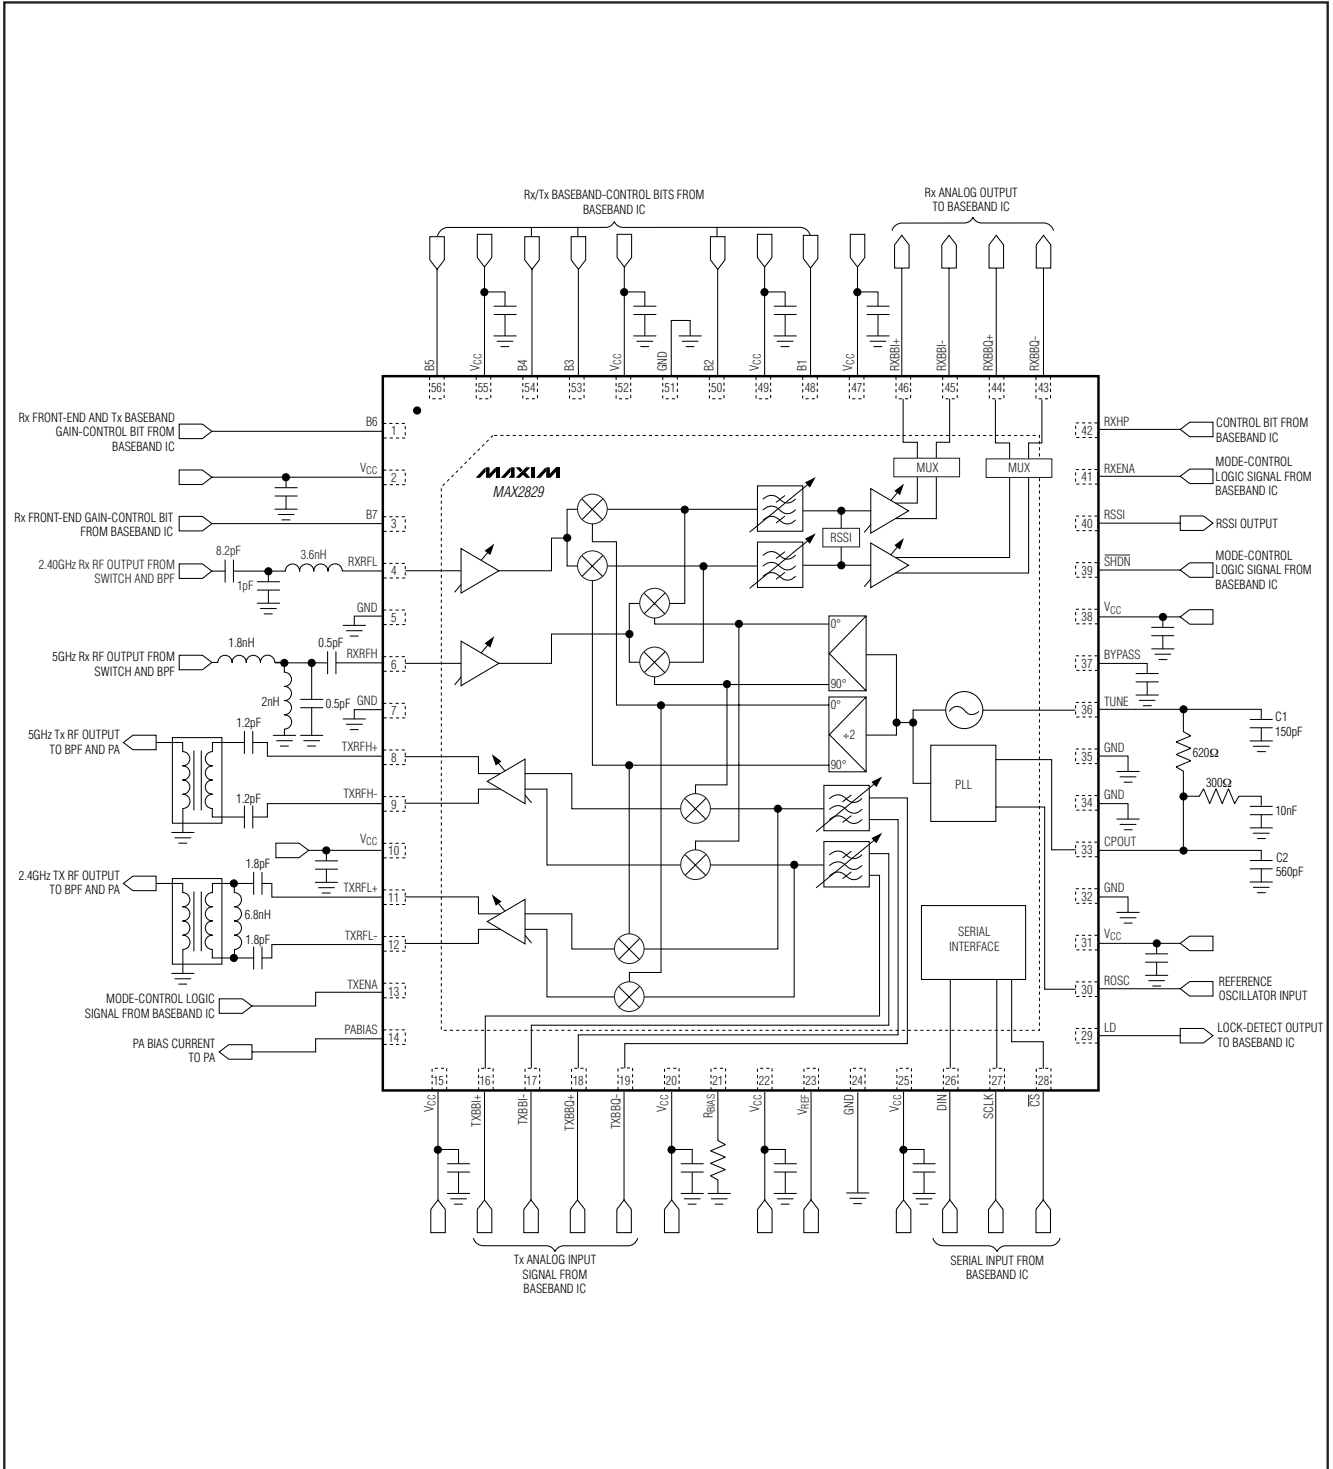 Rx/Tx BASEBAND-CONTROL BITS FROM
BASEBAND IC
Rx ANALOG OUTPUT
TO BASEBAND IC
B5
VCC
B4
B3
VCC
GND
B2
VCC
B1
VCC
RXBBI+
RXBBI-
RXBBQ+
RXBBQ-
56
55
54
53
52
51
50
49
48
47
46
45
44
43
Rx FRONT-END AND Tx BASEBAND
GAIN-CONTROL BIT FROM
BASEBAND IC
B6
1
VCC
2
Rx FRONT-END GAIN-CONTROL BIT
FROM BASEBAND IC
B7
3
2.40GHz Rx RF OUTPUT FROM
SWITCH AND BPF
8.2pF
1pF
3.6nH
RXRFL
4
GND
5
5GHz Rx RF OUTPUT FROM
SWITCH AND BPF
1.8nH
2nH
0.5pF
0.5pF
RXRFH
6
GND
7
5GHz Tx RF OUTPUT
TO BPF AND PA
1.2pF
1.2pF
TXRFH+
8
TXRFH-
9
VCC
10
2.4GHz TX RF OUTPUT
TO BPF AND PA
1.8pF
6.8nH
1.8pF
TXRFL+
11
TXRFL-
12
MODE-CONTROL LOGIC
SIGNAL FROM BASEBAND IC
TXENA
13
PA BIAS CURRENT
TO PA
PABIAS
14
MAXIM
MAX2829
MUX
MUX
RSSI
0°
90°
0°
÷2
90°
PLL
SERIAL
INTERFACE
42
RXHP
CONTROL BIT FROM
BASEBAND IC
41
RXENA
MODE-CONTROL
LOGIC SIGNAL FROM
BASEBAND IC
40
RSSI
RSSI OUTPUT
39
SHDN
MODE-CONTROL
LOGIC SIGNAL FROM
BASEBAND IC
38
VCC
37
BYPASS
36
TUNE
C1
150pF
620Ω
35
GND
300Ω
10nF
34
GND
33
CPOUT
C2
560pF
32
GND
31
VCC
30
ROSC
REFERENCE
OSCILLATOR INPUT
29
LD
LOCK-DETECT OUTPUT
TO BASEBAND IC
15
16
17
18
19
20
21
22
23
24
25
26
27
28
VCC
TXBBI+
TXBBI-
TXBBQ+
TXBBQ-
VCC
RBIAS
VCC
VREF
GND
VCC
DIN
SCLK
CS
Tx ANALOG INPUT
SIGNAL FROM
BASEBAND IC
SERIAL INPUT FROM
BASEBAND IC